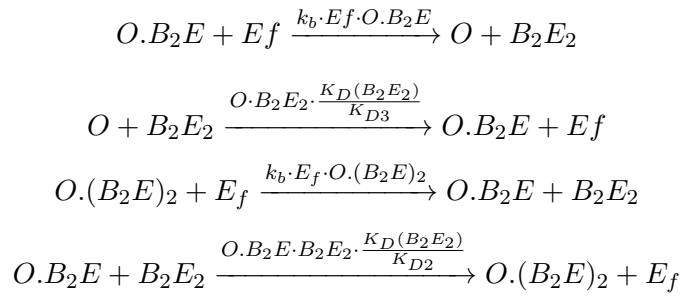 $O.B_2E + Ef \xrightarrow{k_b \cdot Ef \cdot O.B_2E} O + B_2E_2$
$O + B_2E_2 \xrightarrow{O \cdot B_2E_2 \cdot \frac{K_D(B_2E_2)}{K_{D3}}} O.B_2E + Ef$
$O.(B_2E)_2 + E_f \xrightarrow{k_b \cdot E_f \cdot O.(B_2E)_2} O.B_2E + B_2E_2$
$O.B_2E + B_2E_2 \xrightarrow{O.B_2E \cdot B_2E_2 \cdot \frac{K_D(B_2E_2)}{K_{D2}}} O.(B_2E)_2 + E_f$